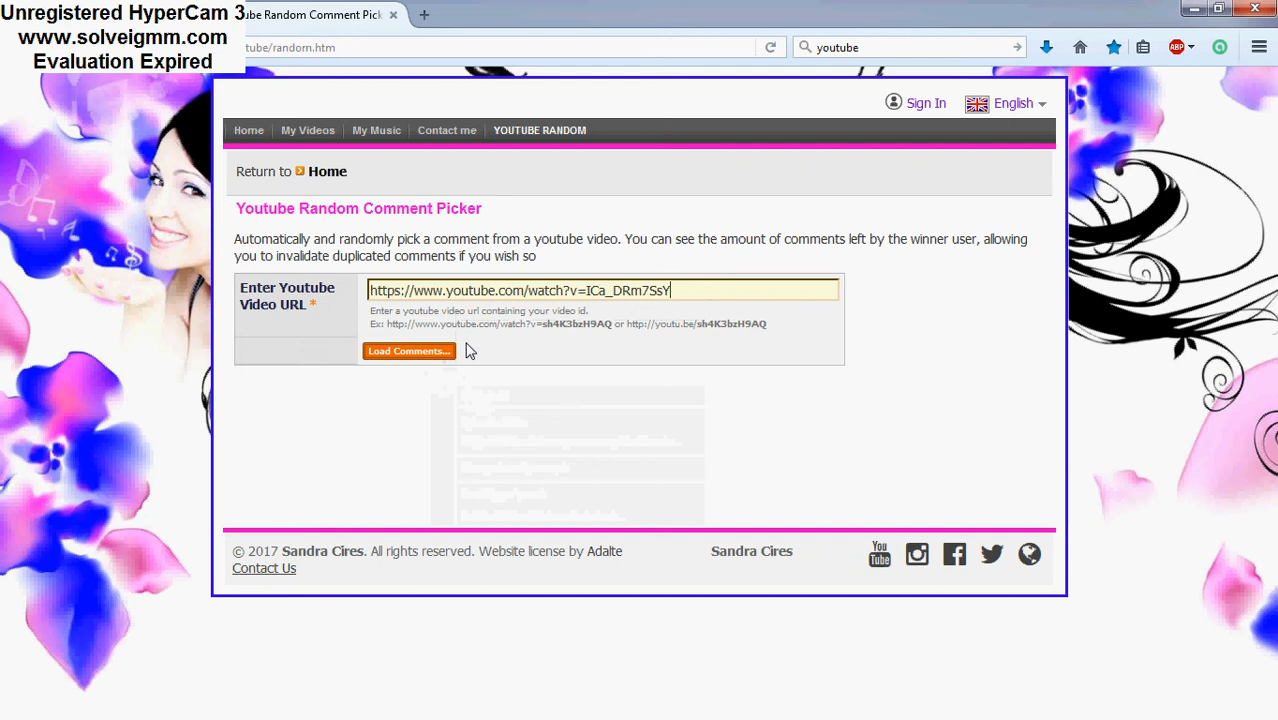 Unregistered HyperCam 3
www.solveigmm.com
Evaluation Expired
tube Random Comment Pick
tube/random.htm
youtube
ABP
Sign In
English
Home
My Videos
My Music
Contact me
YOUTUBE RANDOM
Return to Home
Youtube Random Comment Picker
Automatically and randomly pick a comment from a youtube video. You can see the amount of comments left by the winner user, allowing
you to invalidate duplicated comments if you wish so
Enter Youtube
Video URL *
https://www.youtube.com/watch?v=ICa_DRm7SsY
Enter a youtube video url containing your video id.
Ex: http://www.youtube.com/watch?v=sh4K3bzH9AQ or http://youtu.be/sh4K3bzH9AQ
Load Comments...
© 2017 Sandra Cires. All rights reserved. Website license by Adalte
Contact Us
Sandra Cires
You
Tube